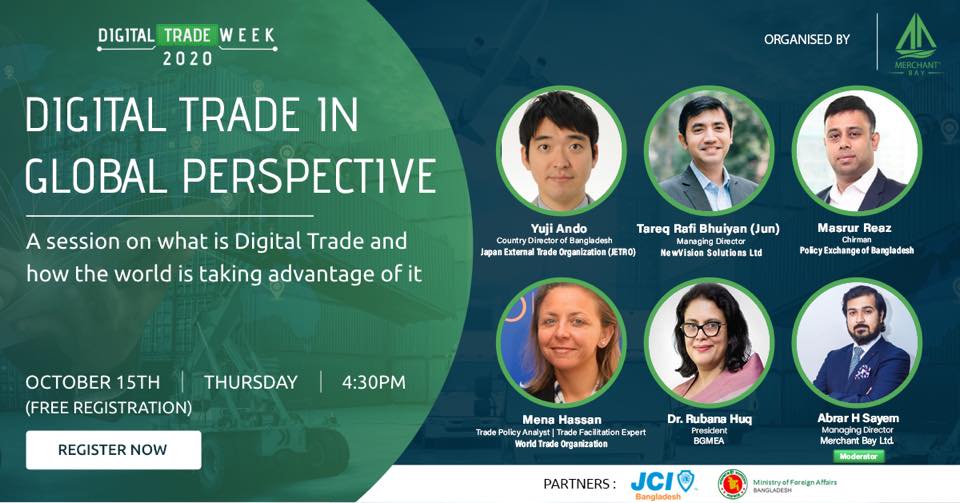 DIGITAL TRADE WEEK
2020
ORGANISED BY
MERCHANT
BAY
DIGITAL TRADE IN
GLOBAL PERSPECTIVE
A session on what is Digital Trade and
how the world is taking advantage of it
OCTOBER 15TH | THURSDAY | 4:30PM
(FREE REGISTRATION)
REGISTER NOW
Yuji Ando
Country Director of Bangladesh
Japan External Trade Organization (JETRO)
Tareq Rafi Bhuiyan (Jun)
Managing Director
NewVision Solutions Ltd
Masrur Reaz
Chirman
Policy Exchange of Bangladesh
Mena Hassan
Trade Policy Analyst | Trade Facilitation Expert
World Trade Organization
Dr. Rubana Huq
President
BGMEA
Abrar H Sayem
Managing Director
Merchant Bay Ltd.
Moderator
PARTNERS :
JCI
Bangladesh
Ministry of Foreign Affairs
BANGLADESH